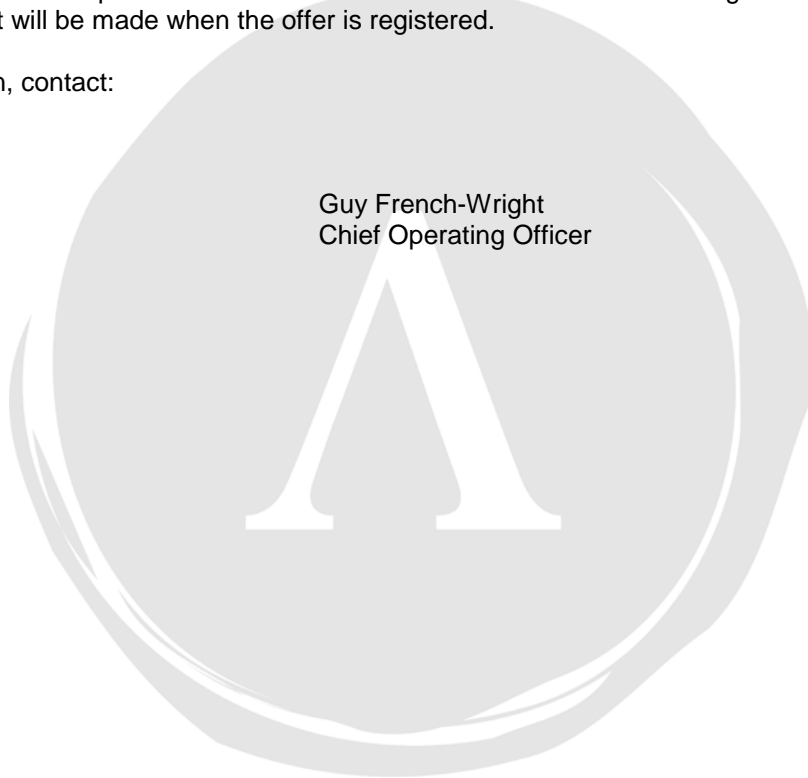 t will be made when the offer is registered.
n, contact:
Guy French-Wright
Chief Operating Officer
Λ